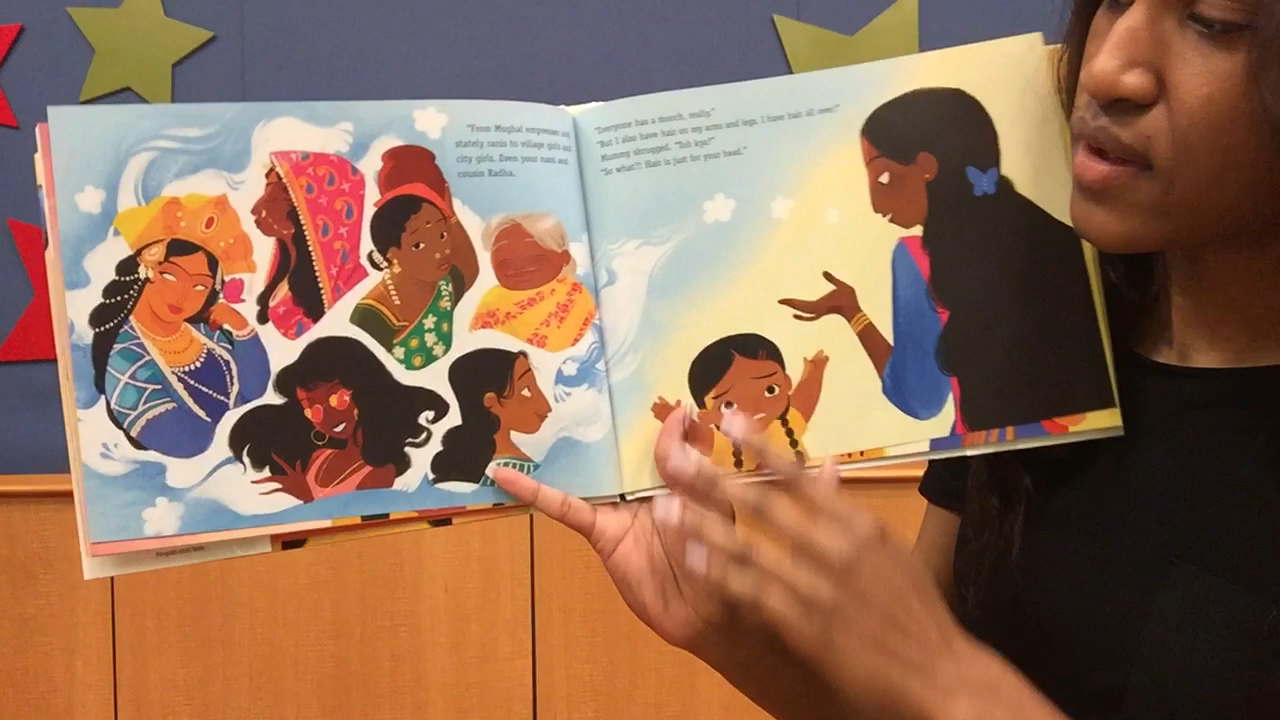 "From Mughal empresses and
stately ranis to village girls and
city girls. Even your nani and
cousin Radha.
"Everyone has a mooch, really."
"But I also have hair on my arms and legs. I have hair all over!"
Mummy shrugged. "Toh kya?"
"So what?! Hair is just for your head."